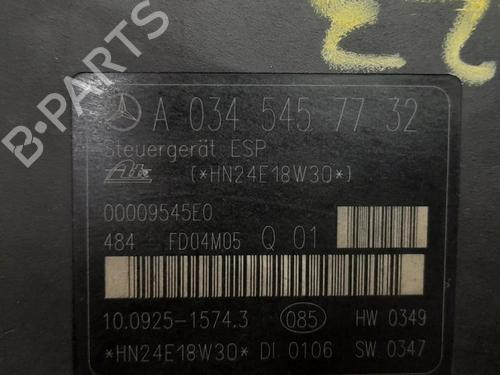 A 034 545 77 32
Steuergerät ESP
Ate (*HN24E18W30*)
00009545E0
484 FD04M05 Q 01
10.0925-1574.3 085 HW 0349
*HN24E18W30* DI 0106 SW 0347
B-PARTS